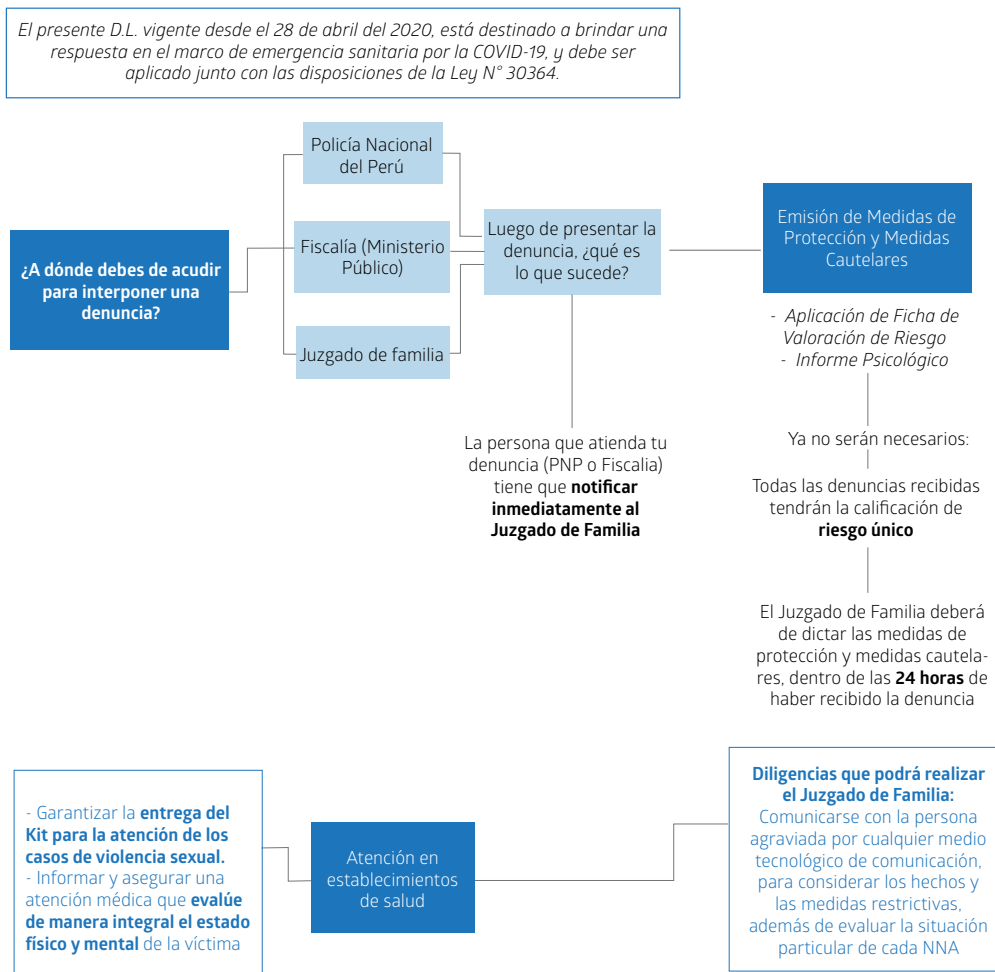 El presente D.L. vigente desde el 28 de abril del 2020, está destinado a brindar una
respuesta en el marco de emergencia sanitaria por la COVID-19, y debe ser
aplicado junto con las disposiciones de la Ley N° 30364.
¿A dónde debes de acudir
para interponer una
denuncia?
Policía Nacional
del Perú
Fiscalía (Ministerio
Público)
Juzgado de familia
Luego de presentar la
denuncia, ¿qué es
lo que sucede?
La persona que atienda tu
denuncia (PNP o Fiscalia)
tiene que notificar
inmediatamente al
Juzgado de Familia
Emisión de Medidas de
Protección y Medidas
Cautelares
- Aplicación de Ficha de
Valoración de Riesgo
- Informe Psicológico
Ya no serán necesarios:
Todas las denuncias recibidas
tendrán la calificación de
riesgo único
El Juzgado de Familia deberá
de dictar las medidas de
protección y medidas cautela-
res, dentro de las 24 horas de
haber recibido la denuncia
- Garantizar la entrega del
Kit para la atención de los
casos de violencia sexual.
- Informar y asegurar una
atención médica que evalúe
de manera integral el estado
físico y mental de la víctima
Atención en
establecimientos
de salud
Diligencias que podrá realizar
el Juzgado de Familia:
Comunicarse con la persona
agraviada por cualquier medio
tecnológico de comunicación,
para considerar los hechos y
las medidas restrictivas,
además de evaluar la situación
particular de cada NNA